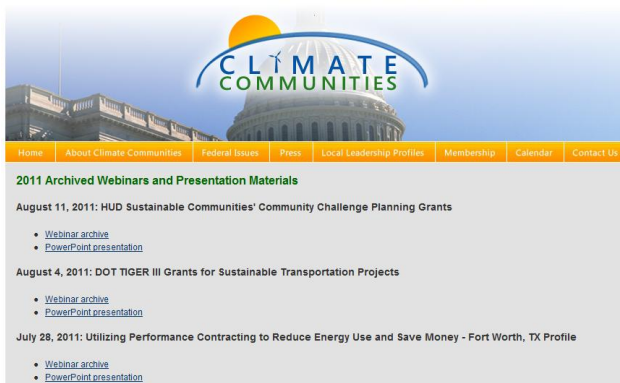 CLIMATE
COMMUNITIES
Home About Climate Communities Federal Issues Press Local Leadership Profiles Membership Calendar Contact Us
2011 Archived Webinars and Presentation Materials
August 11, 2011: HUD Sustainable Communities' Community Challenge Planning Grants
Webinar archive
PowerPoint presentation
August 4, 2011: DOT TIGER III Grants for Sustainable Transportation Projects
Webinar archive
PowerPoint presentation
July 28, 2011: Utilizing Performance Contracting to Reduce Energy Use and Save Money - Fort Worth, TX Profile
Webinar archive
PowerPoint presentation